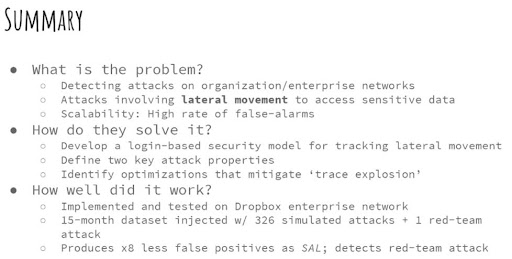 Summary
● What is the problem?
○ Detecting attacks on organization/enterprise networks
○ Attacks involving lateral movement to access sensitive data
○ Scalability: High rate of false-alarms
● How do they solve it?
○ Develop a login-based security model for tracking lateral movement
○ Define two key attack properties
○ Identify optimizations that mitigate ‘trace explosion’
● How well did it work?
○ Implemented and tested on Dropbox enterprise network
○ 15-month dataset injected w/ 326 simulated attacks + 1 red-team
attack
○ Produces x8 less false positives as SAL; detects red-team attack